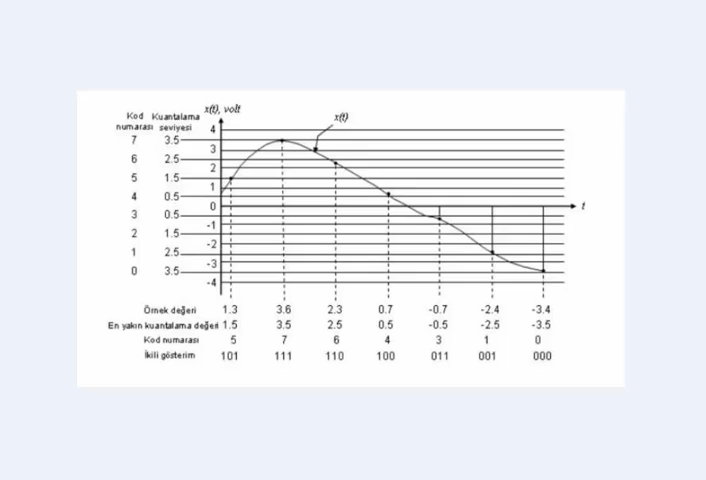 x(t), volt
Kod Kuantalama
numarası seviyesi
x(t)
4
7 3.5 3
6 2.5 2
5 1.5 1
4 0.5 0
3 0.5 -1
2 1.5 -2
1 2.5 -3
0 3.5 -4
t
Örnek değeri 1.3 3.6 2.3 0.7 -0.7 -2.4 -3.4
En yakın kuantalama değeri 1.5 3.5 2.5 0.5 -0.5 -2.5 -3.5
Kod numarası 5 7 6 4 3 1 0
İkili gösterim 101 111 110 100 011 001 000